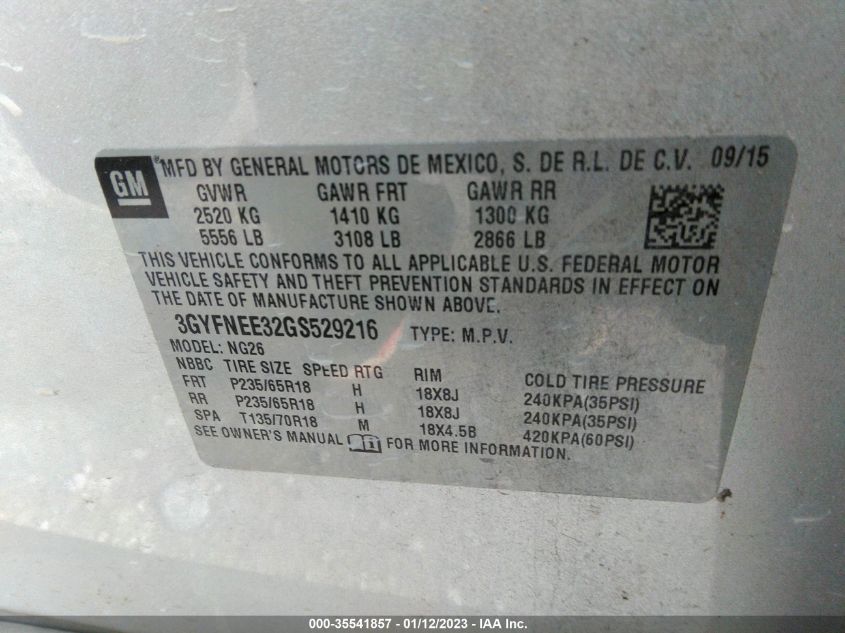 GM ® MFD BY GENERAL MOTORS DE MEXICO, S. DE R.L. DE C.V. 09/15
GVWR GAWR FRT GAWR RR
2520 KG 1410 KG 1300 KG
5556 LB 3108 LB 2866 LB
THIS VEHICLE CONFORMS TO ALL APPLICABLE U.S. FEDERAL MOTOR
VEHICLE SAFETY AND THEFT PREVENTION STANDARDS IN EFFECT ON
THE DATE OF MANUFACTURE SHOWN ABOVE.
3GYFNEE32GS529216 TYPE: M.P.V.
MODEL: NG26
NBBC TIRE SIZE SPEED RTG RIM COLD TIRE PRESSURE
FRT P235/65R18 H 18X8J 240KPA(35PSI)
RR P235/65R18 H 18X8J 240KPA(35PSI)
SPA T135/70R18 M 18X4.5B 420KPA(60PSI)
SEE OWNER'S MANUAL FOR MORE INFORMATION.
000-35541857 - 01/12/2023 - IAA Inc.